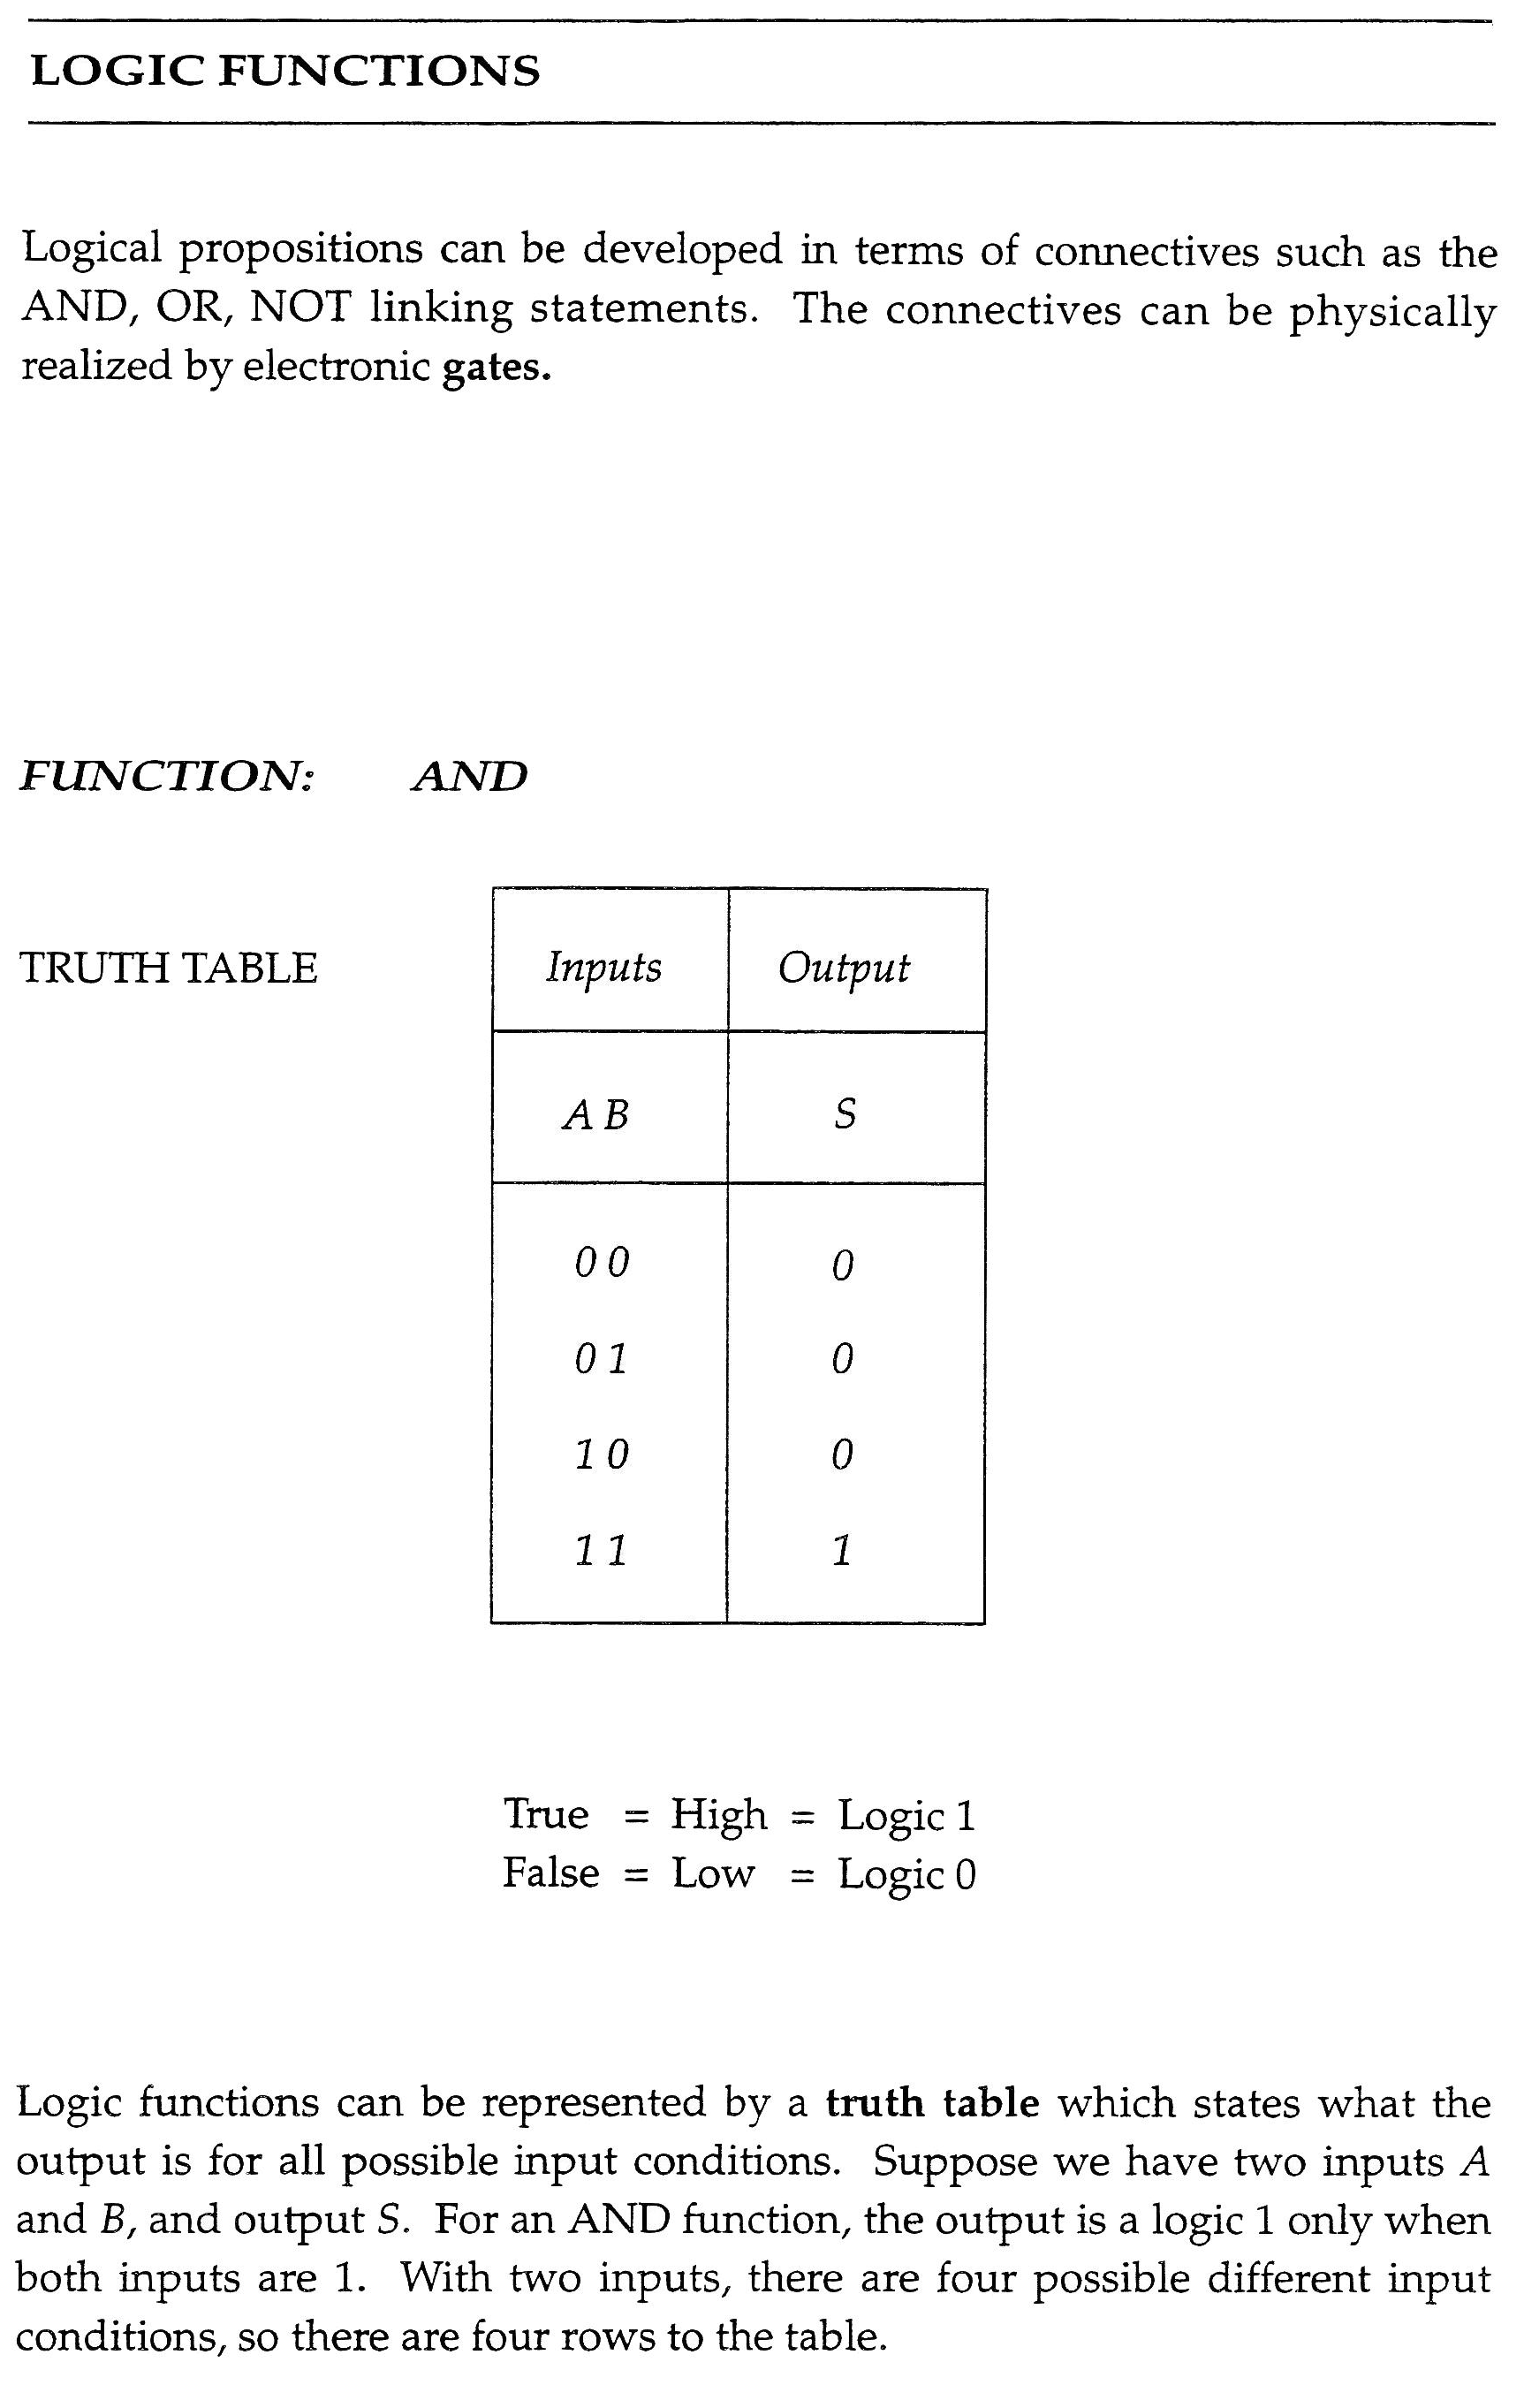 LOGIC FUNCTIONS
Logical propositions can be developed in terms of connectives such as the
AND, OR, NOT linking statements. The connectives can be physically
realized by electronic gates.
FUNCTION: AND
TRUTH TABLE
Inputs Output
A B S
0 0 0
0 1 0
1 0 0
1 1 1
True = High = Logic 1
False = Low = Logic 0
Logic functions can be represented by a truth table which states what the
output is for all possible input conditions. Suppose we have two inputs A
and B, and output S. For an AND function, the output is a logic 1 only when
both inputs are 1. With two inputs, there are four possible different input
conditions, so there are four rows to the table.